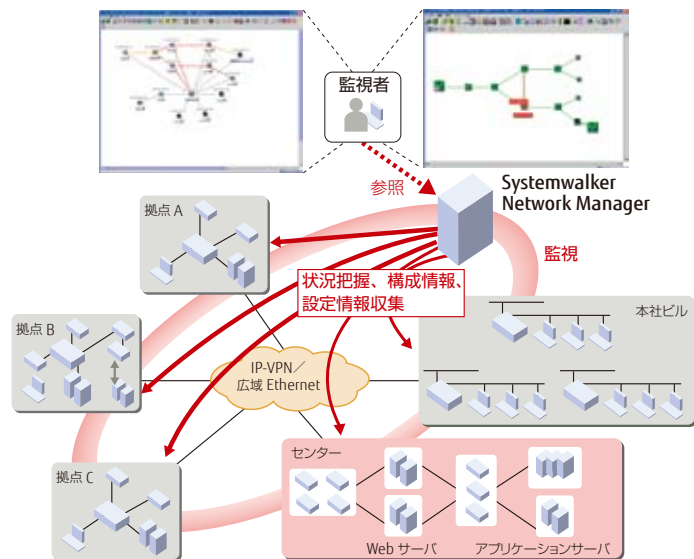 監視者
参照
Systemwalker
Network Manager
監視
拠点 A
状況把握、構成情報、
設定情報収集
本社ビル
拠点 B
IP-VPN／
広域 Ethernet
センター
拠点 C
Web サーバ
アプリケーションサーバ